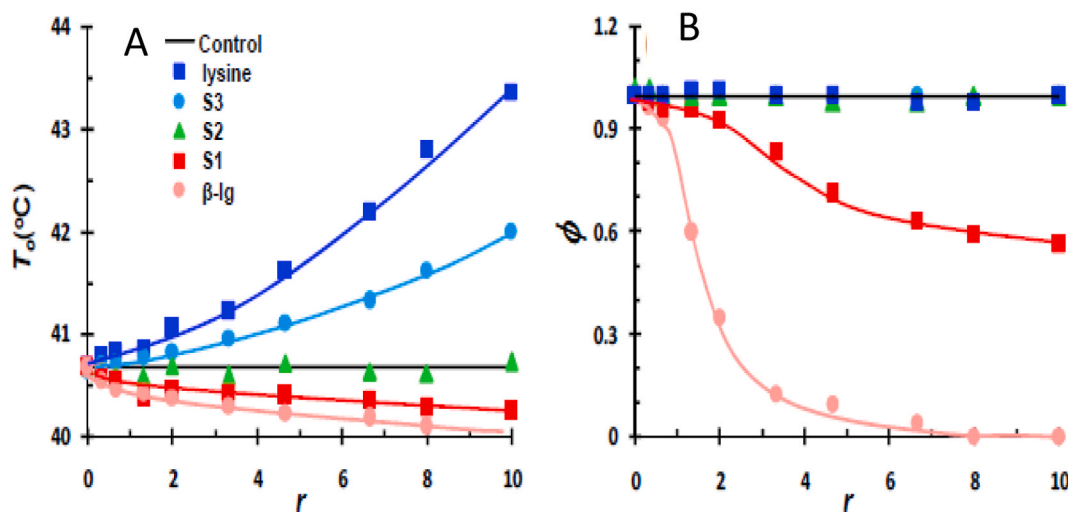 A
B
Control
lysine
S3
S2
S1
β-lg
44
43
42
41
40
Tₒ(°C)
0 2 4 6 8 10
r
1.2
0.9
0.6
0.3
0
ϕ
0 2 4 6 8 10
r